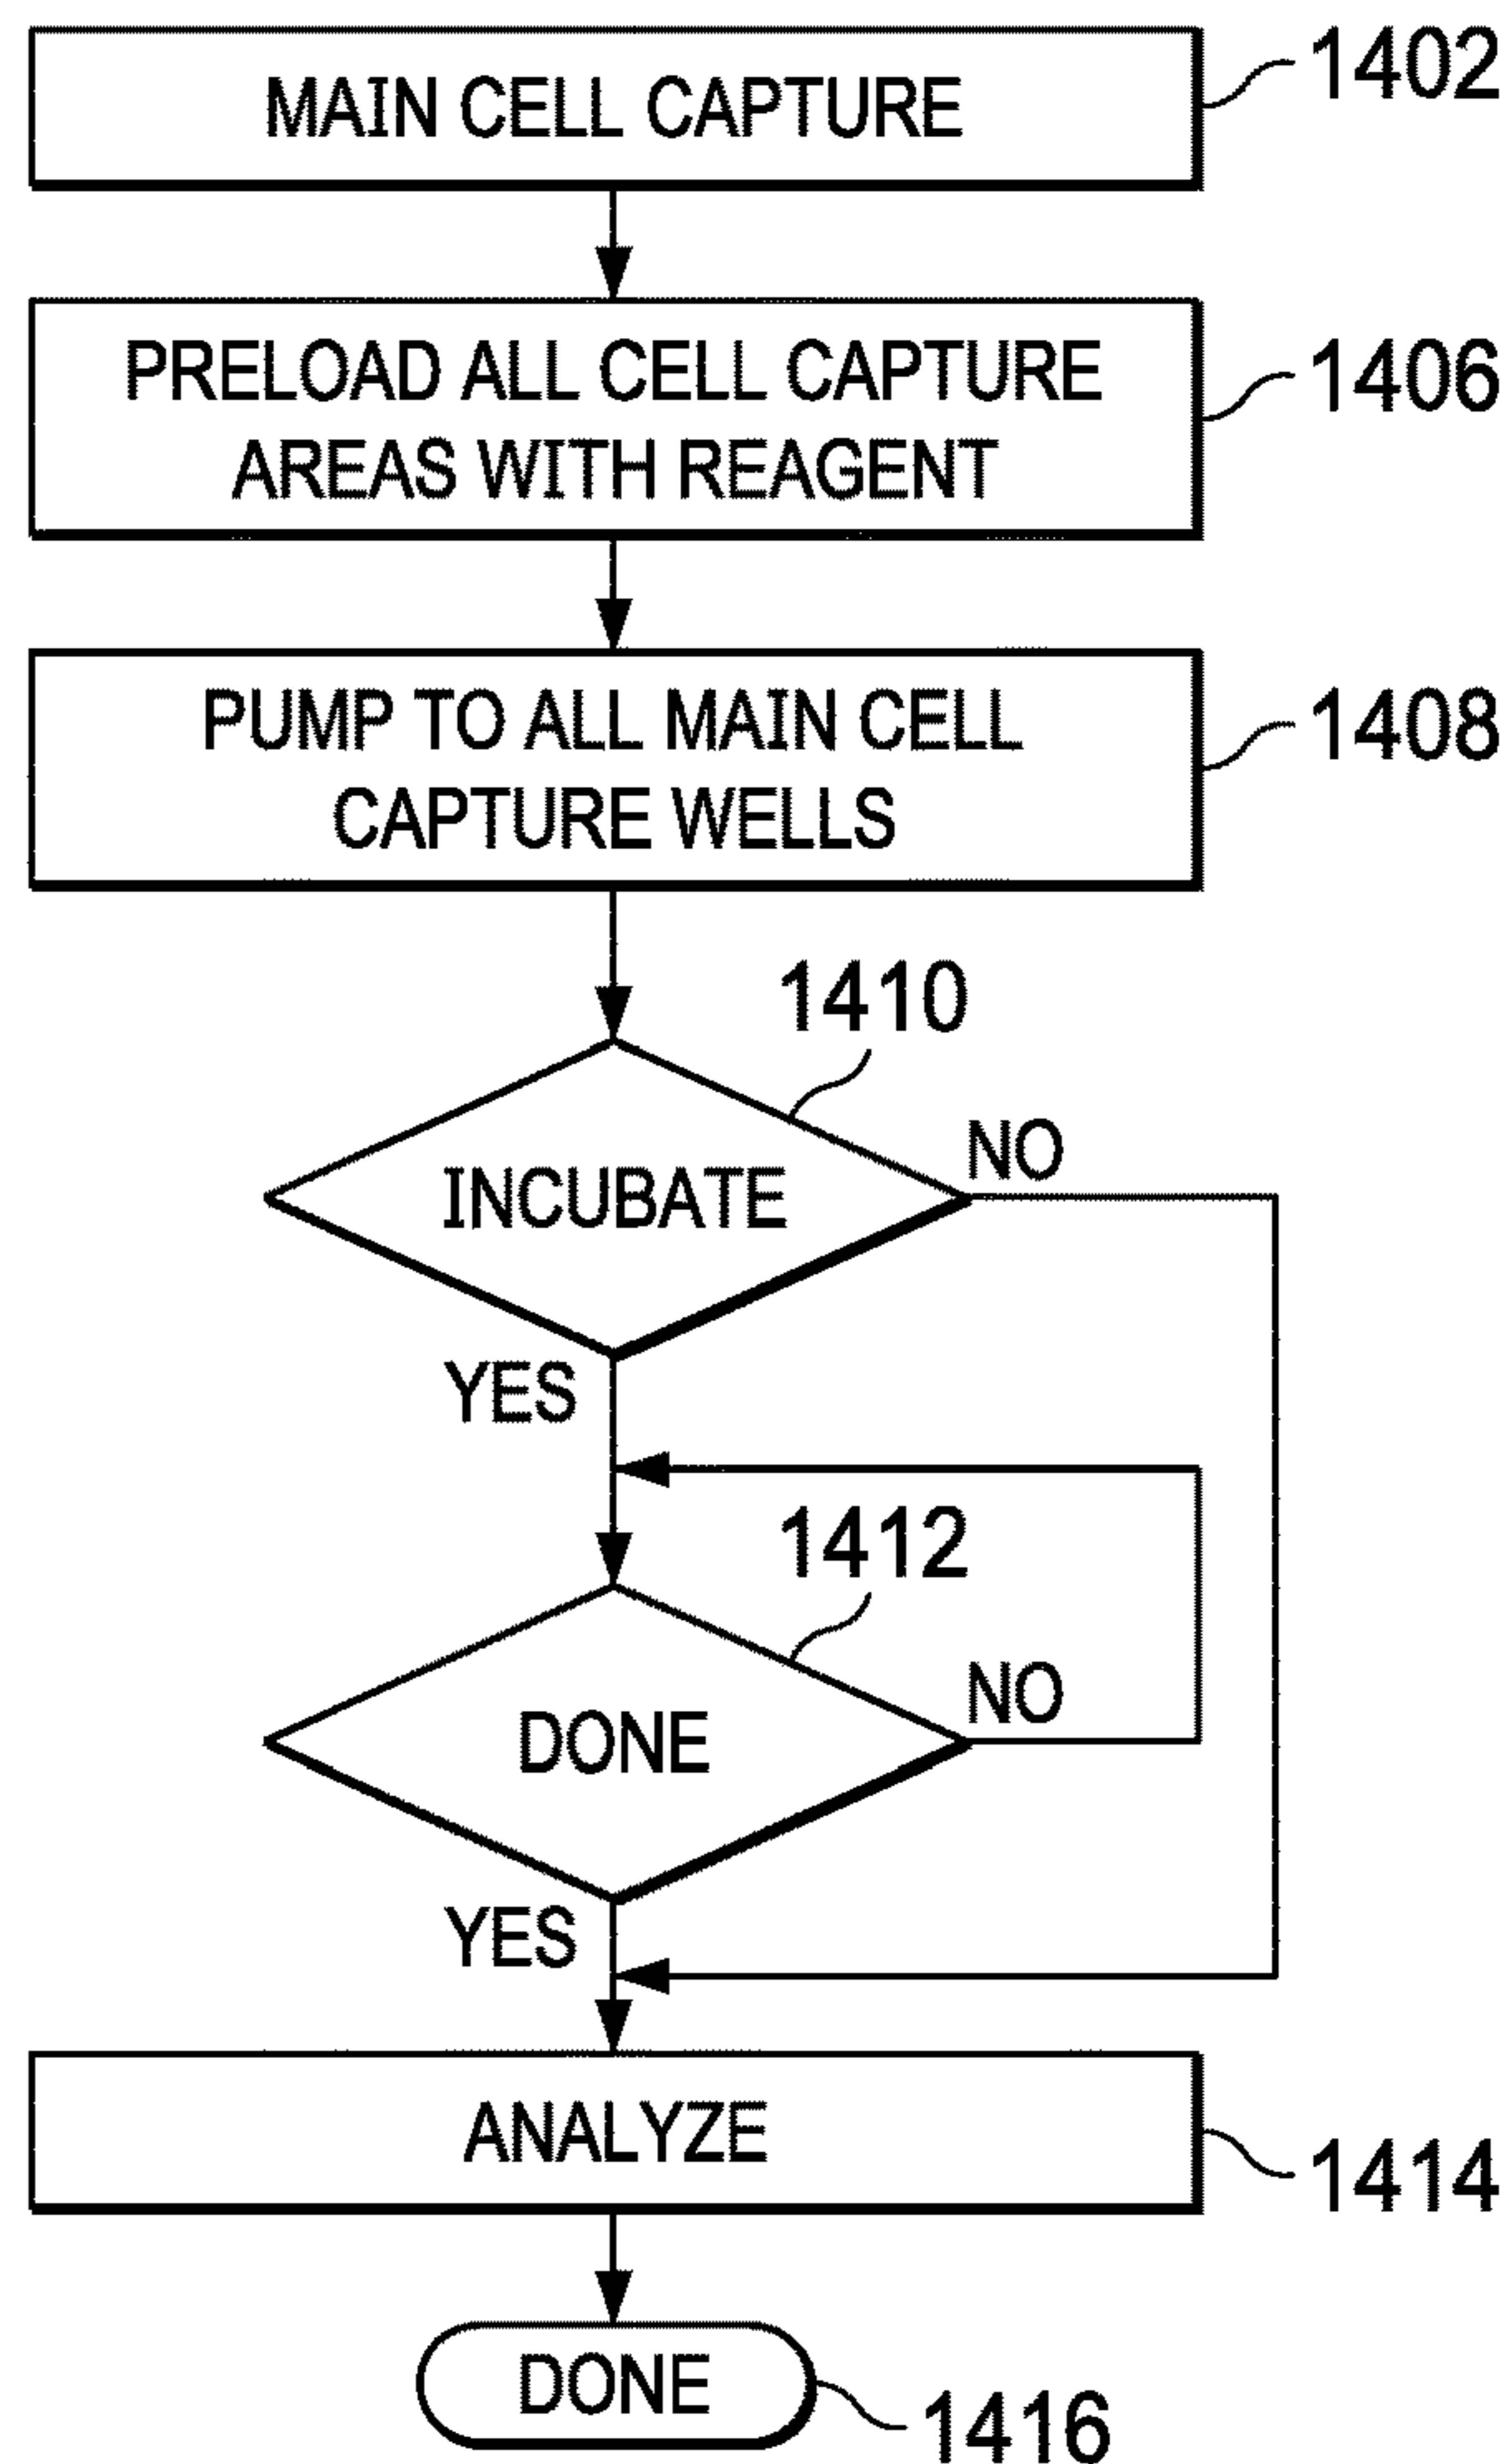 MAIN CELL CAPTURE
1402
PRELOAD ALL CELL CAPTURE
AREAS WITH REAGENT
1406
PUMP TO ALL MAIN CELL
CAPTURE WELLS
1408
1410
INCUBATE
NO
YES
1412
DONE
NO
YES
ANALYZE
1414
DONE
1416